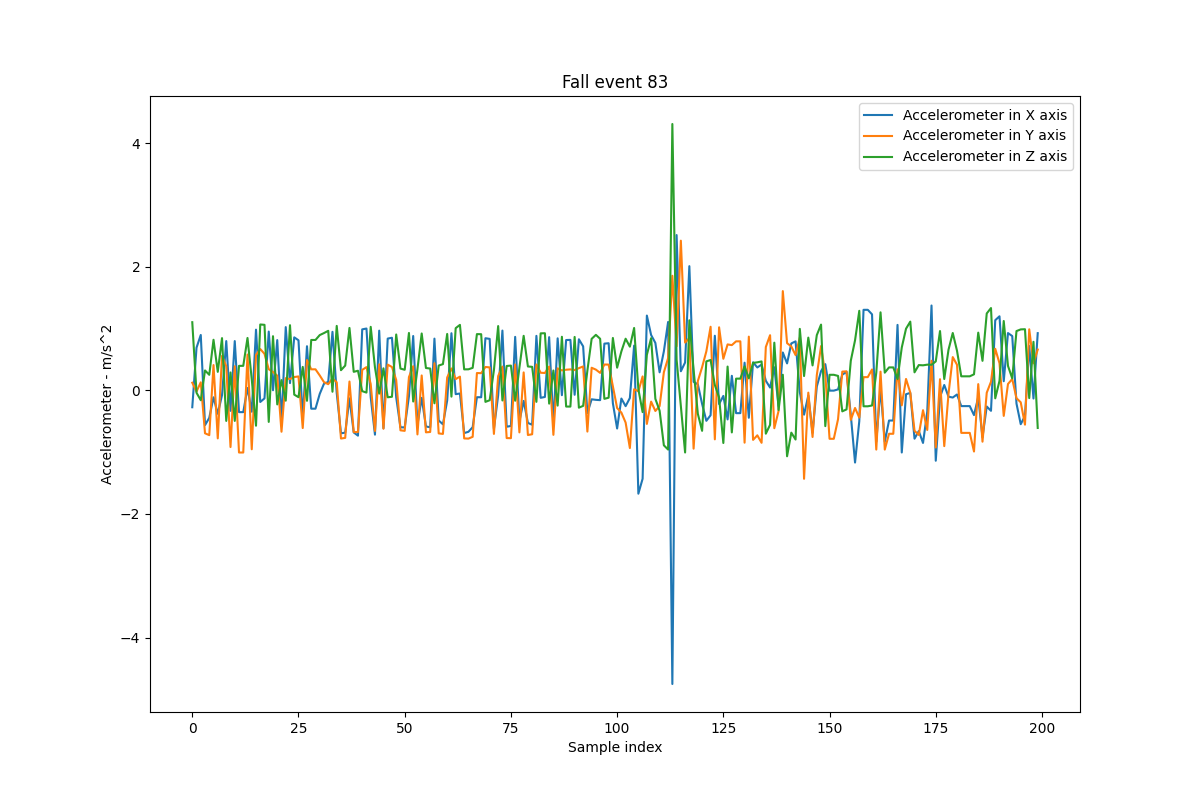 Fall event 83
Accelerometer in X axis
Accelerometer in Y axis
Accelerometer in Z axis
Accelerometer - m/s^2
4
2
0
−2
−4
0 25 50 75 100 125 150 175 200
Sample index